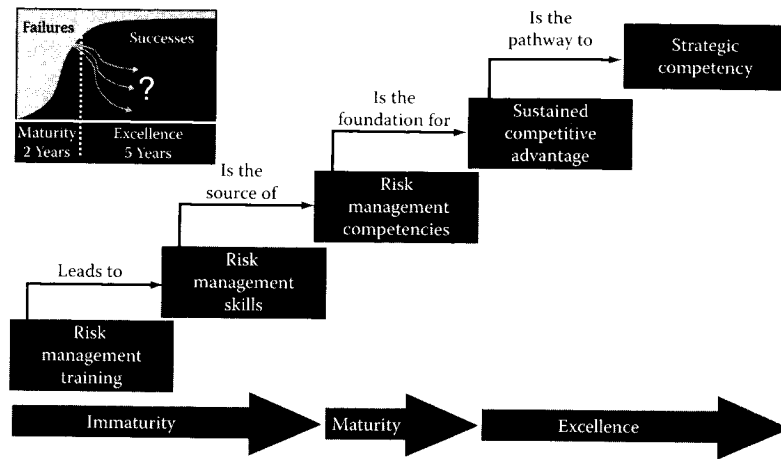 Failures
Successes
?
Maturity
2 Years
Excellence
5 Years
Is the
pathway to
Strategic
competency
Is the
foundation for
Sustained
competitive
advantage
Is the
source of
Risk
management
competencies
Leads to
Risk
management
skills
Risk
management
training
Immaturity
Maturity
Excellence